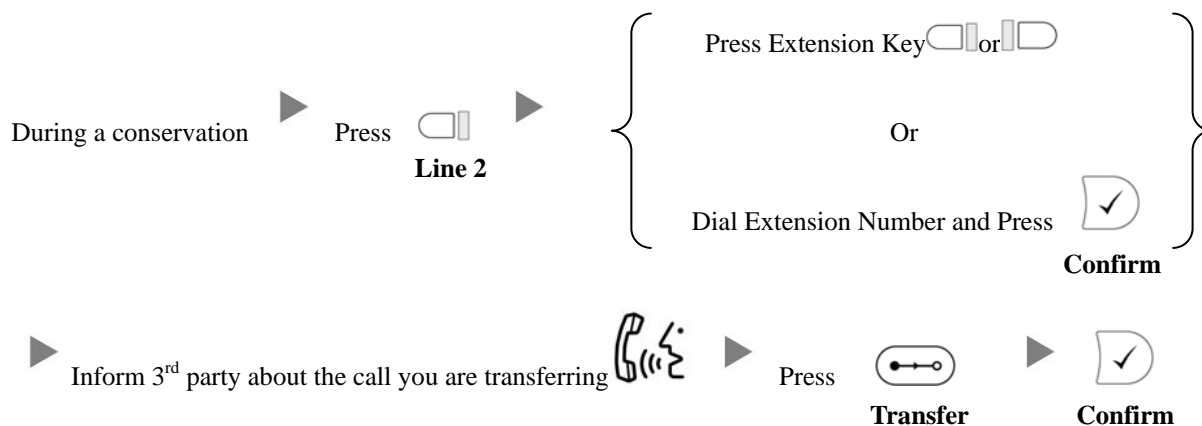 Press Extension Key or
During a conservation Press Or
Line 2
Dial Extension Number and Press
Confirm
Inform 3rd party about the call you are transferring Press
Transfer Confirm